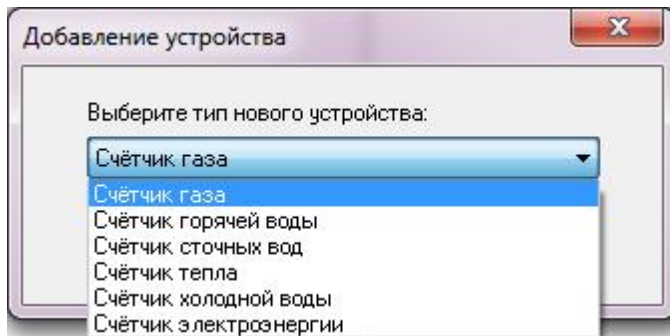 Добавление устройства
Выберите тип нового устройства:
Счётчик газа
Счётчик газа
Счётчик горячей воды
Счётчик сточных вод
Счётчик тепла
Счётчик холодной воды
Счётчик электроэнергии